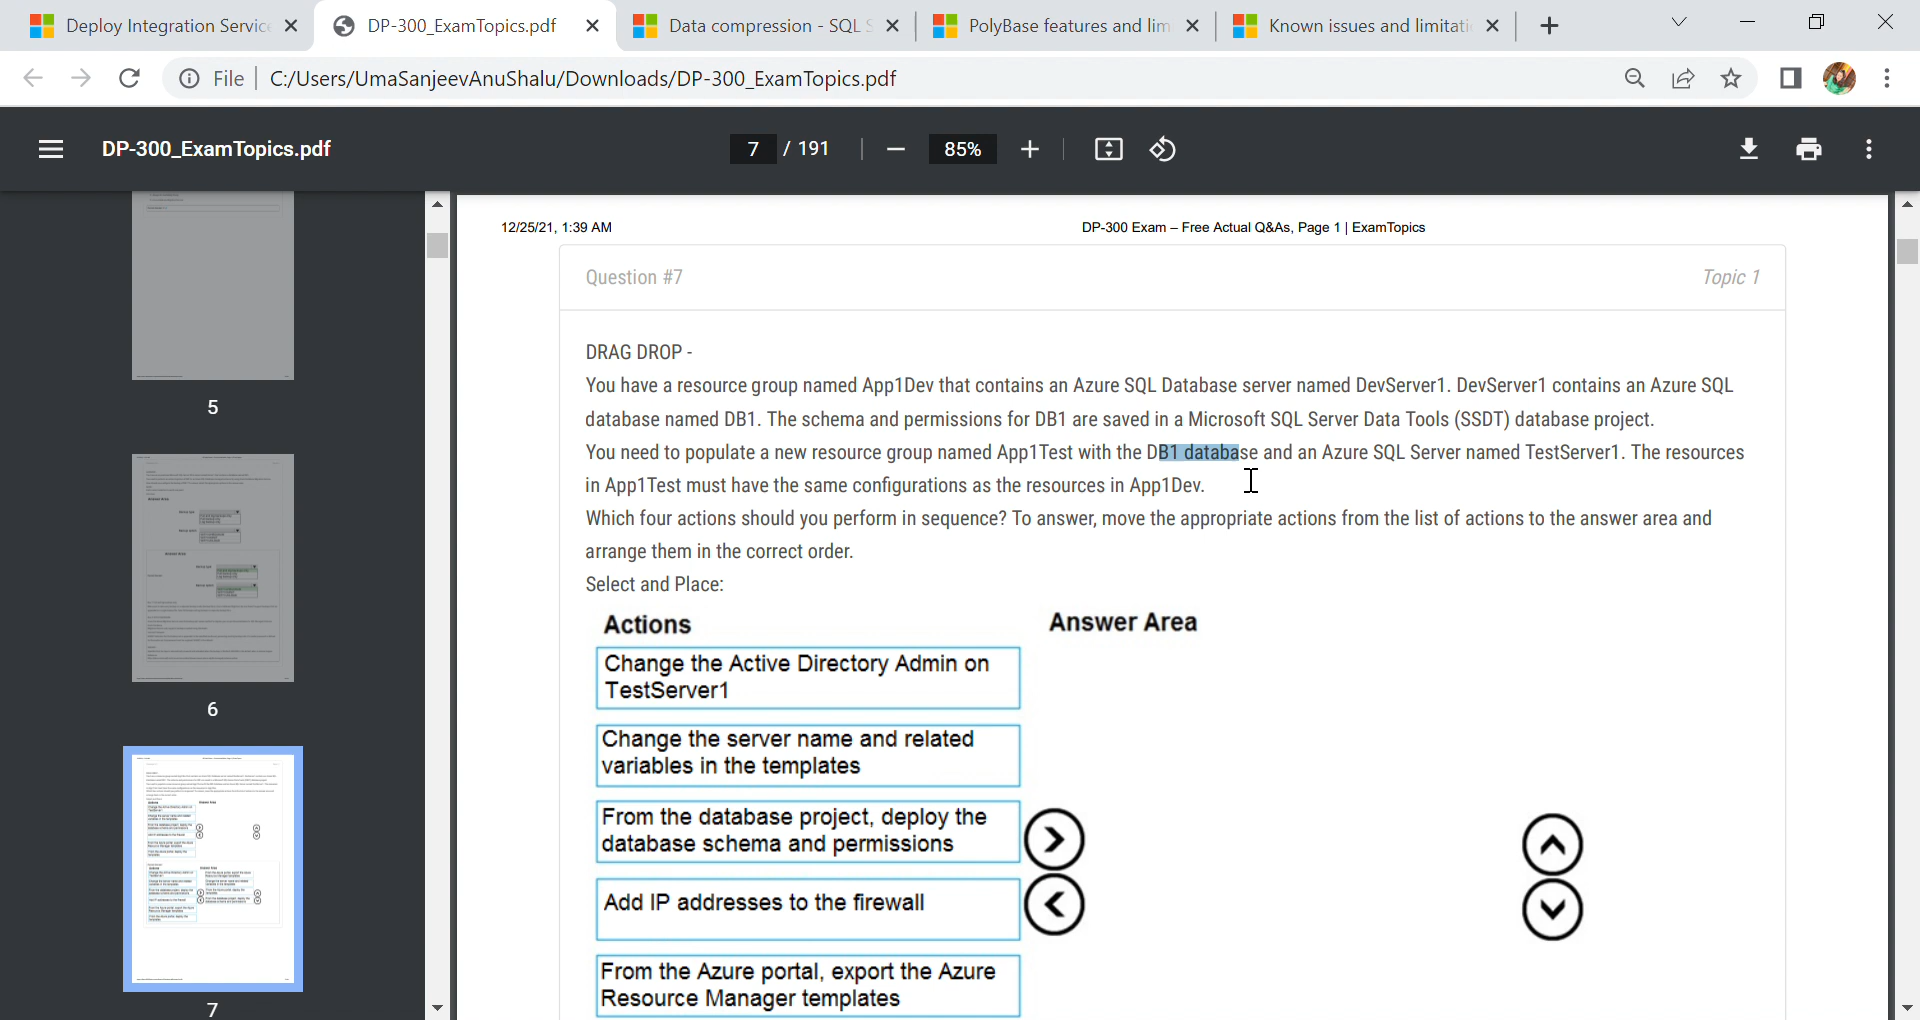 Deploy Integration Service
DP-300_ExamTopics.pdf
Data compression - SQL S
PolyBase features and lim
Known issues and limitati
File
C:/Users/UmaSanjeevAnuShalu/Downloads/DP-300_ExamTopics.pdf
DP-300_ExamTopics.pdf
7 / 191
85%
5
6
7
12/25/21, 1:39 AM
DP-300 Exam – Free Actual Q&As, Page 1 | ExamTopics
Question #7
Topic 1
DRAG DROP -
You have a resource group named App1Dev that contains an Azure SQL Database server named DevServer1. DevServer1 contains an Azure SQL
database named DB1. The schema and permissions for DB1 are saved in a Microsoft SQL Server Data Tools (SSDT) database project.
You need to populate a new resource group named App1Test with the DB1 database and an Azure SQL Server named TestServer1. The resources
in App1Test must have the same configurations as the resources in App1Dev.
Which four actions should you perform in sequence? To answer, move the appropriate actions from the list of actions to the answer area and
arrange them in the correct order.
Select and Place:
Actions
Answer Area
Change the Active Directory Admin on
TestServer1
Change the server name and related
variables in the templates
From the database project, deploy the
database schema and permissions
Add IP addresses to the firewall
From the Azure portal, export the Azure
Resource Manager templates